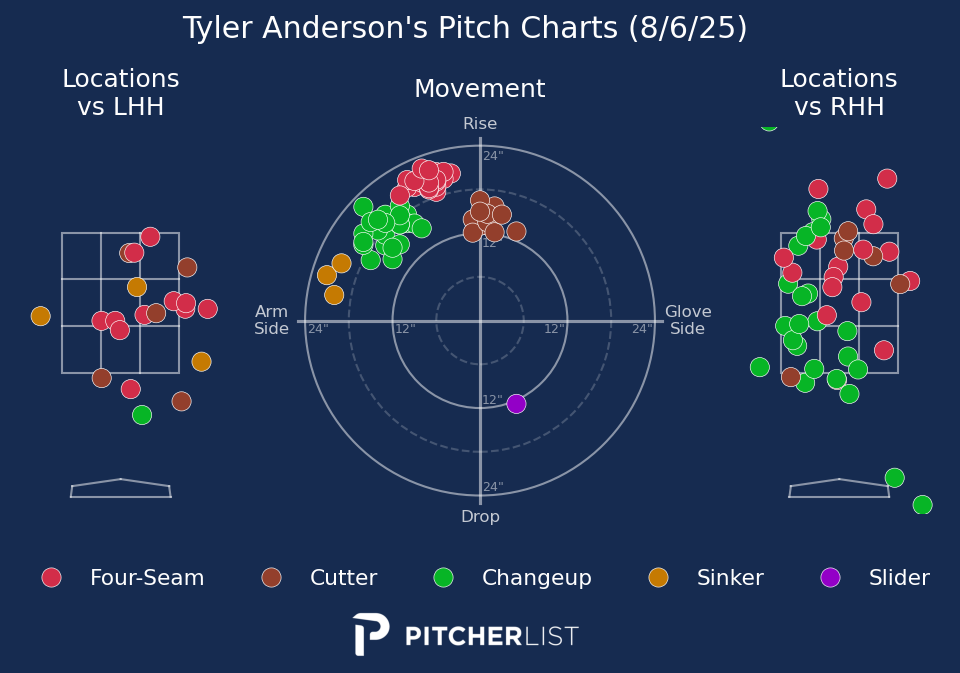 Tyler Anderson's Pitch Charts (8/6/25)
Locations
vs LHH
Movement
Locations
vs RHH
Rise
24"
12"
Arm
Side
24"
12"
12"
24"
Glove
Side
12"
24"
Drop
Four-Seam
Cutter
Changeup
Sinker
Slider
PITCHERLIST